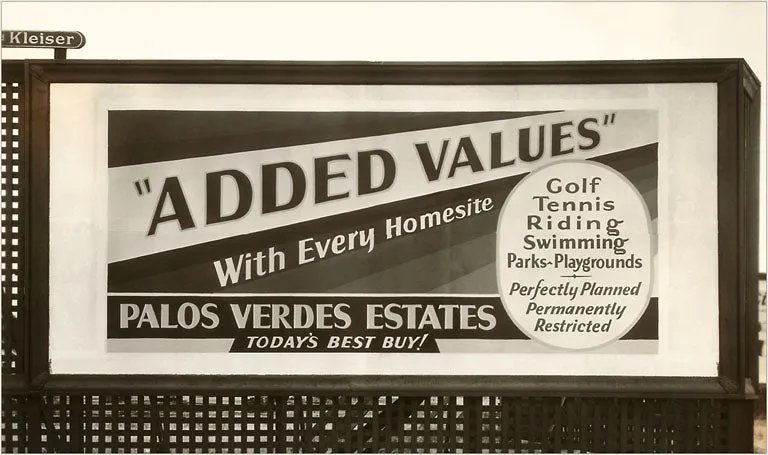 Kleiser
"ADDED VALUES"
With Every Homesite
PALOS VERDES ESTATES
TODAY'S BEST BUY!
Golf
Tennis
Riding
Swimming
Parks~Playgrounds
Perfectly Planned
Permanently
Restricted